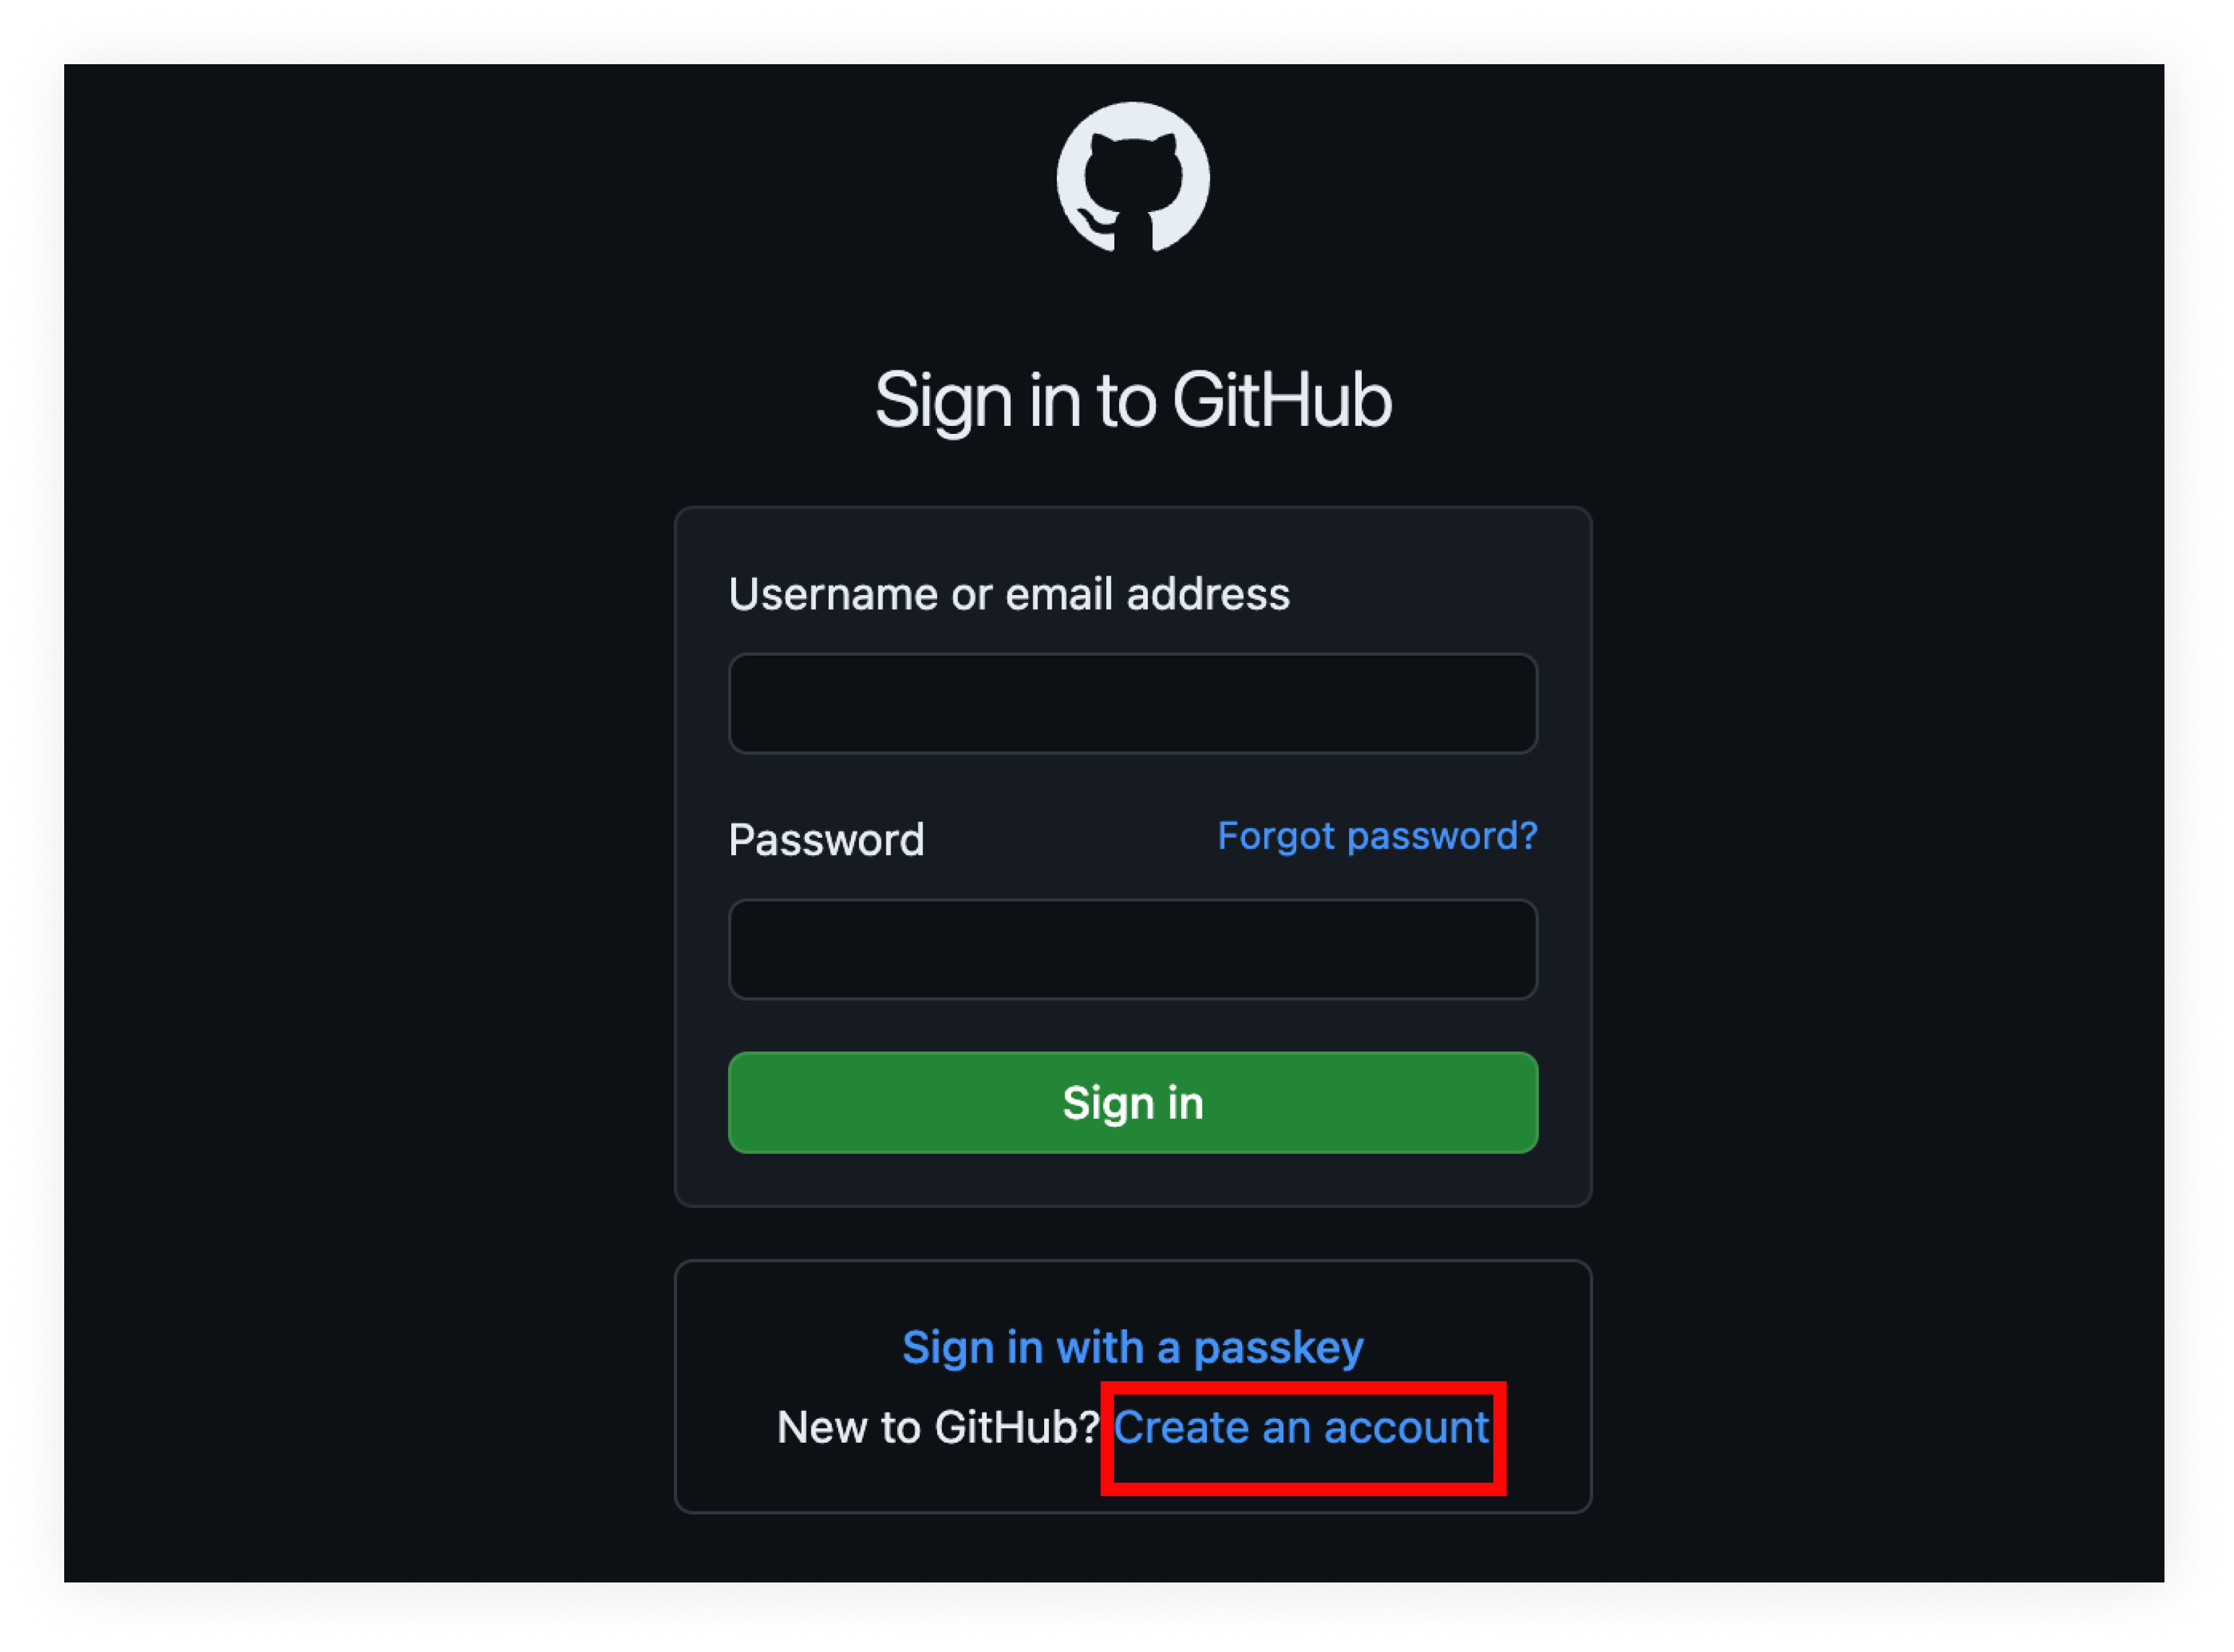 Sign in to GitHub
Username or email address
Password Forgot password?
Sign in
Sign in with a passkey
New to GitHub? Create an account